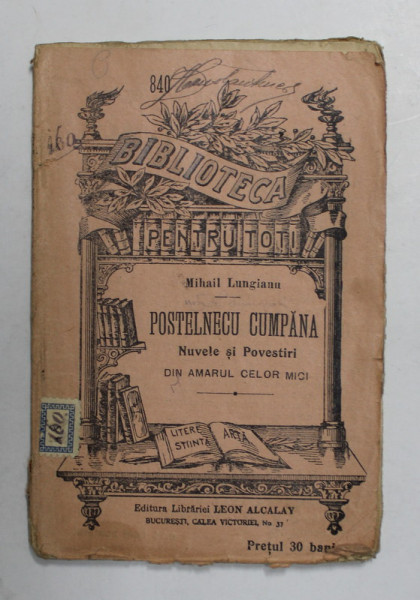 840
160
BIBLIOTECA
PENTRU TOTI
Mihail Lungianu
POSTELNECU CUMPĂNA
Nuvele și Povestiri
DIN AMARUL CELOR MICI
160
LITERE ARTĂ
STIINTĂ
Editura Librăriei LEON ALCALAY
BUCUREȘTI, CALEA VICTORIEI, No 37
Prețul 30 bani